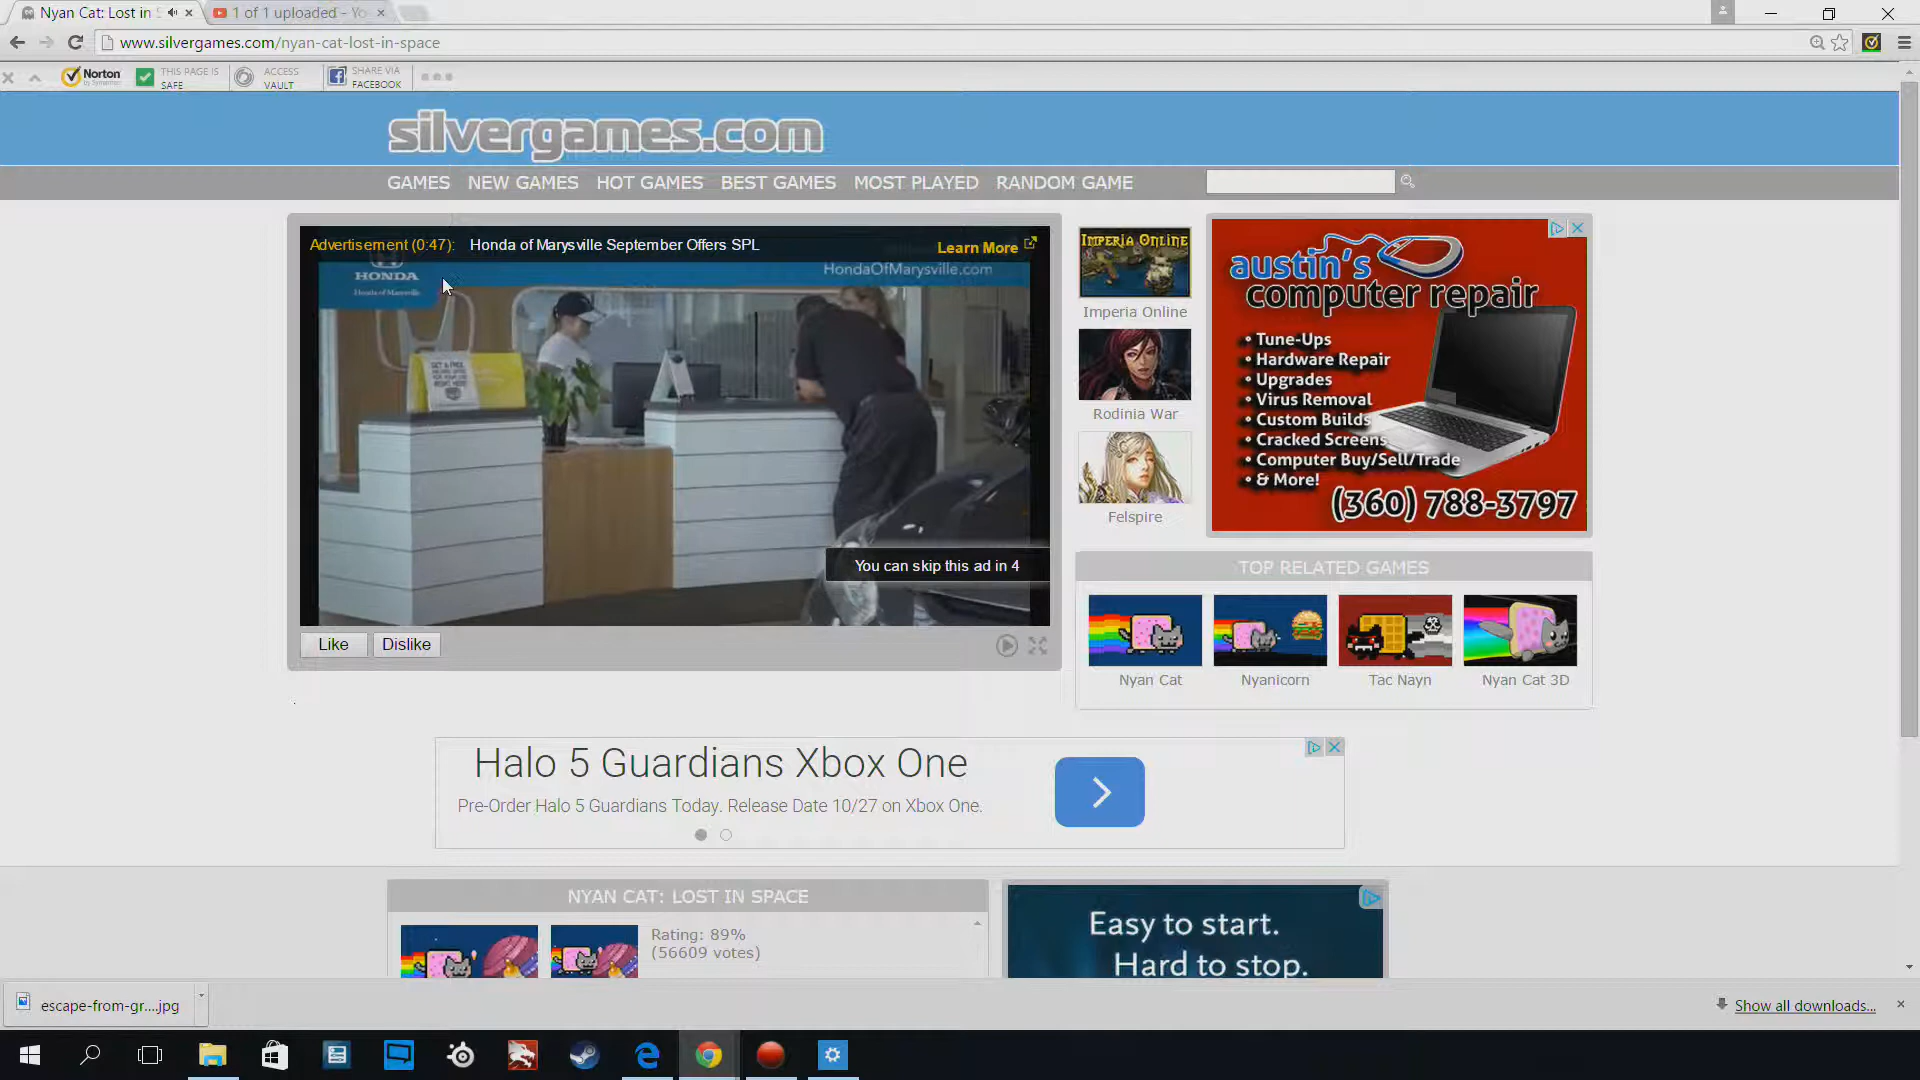 Nyan Cat: Lost in S
1 of 1 uploaded - Yo
www.silvergames.com/nyan-cat-lost-in-space
Norton
by Symantec
THIS PAGE IS
SAFE
ACCESS
VAULT
SHARE VIA
FACEBOOK
silvergames.com
GAMES NEW GAMES HOT GAMES BEST GAMES MOST PLAYED RANDOM GAME
Advertisement (0:47): Honda of Marysville September Offers SPL Learn More
HONDA
Honda of Marysville
HondaOfMarysville.com
You can skip this ad in 4
Like Dislike
IMPERIA ONLINE
Imperia Online
Rodinia War
Felspire
austin's
computer repair
• Tune-Ups
• Hardware Repair
• Upgrades
• Virus Removal
• Custom Builds
• Cracked Screens
• Computer Buy/Sell/Trade
• & More!
(360) 788-3797
TOP RELATED GAMES
Nyan Cat Nyanicorn Tac Nayn Nyan Cat 3D
Halo 5 Guardians Xbox One
Pre-Order Halo 5 Guardians Today. Release Date 10/27 on Xbox One.
NYAN CAT: LOST IN SPACE
Rating: 89%
(56609 votes)
Easy to start.
Hard to stop.
escape-from-gr....jpg
Show all downloads...